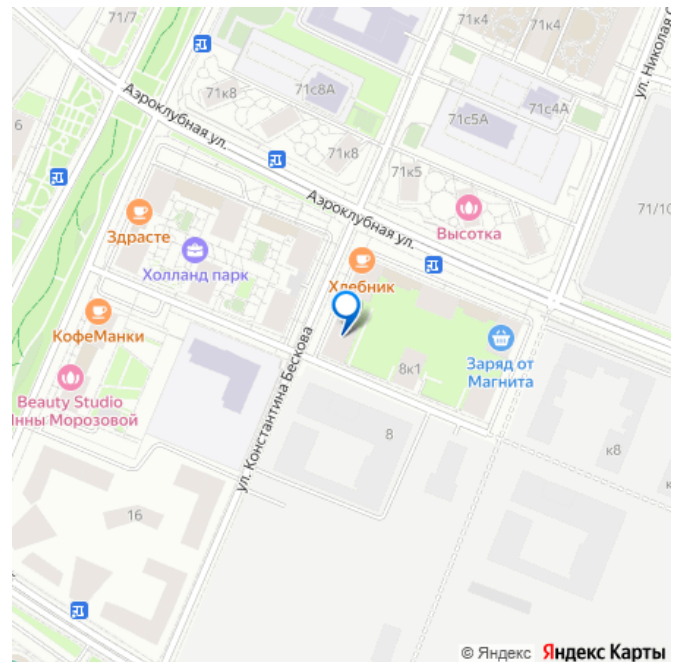 71/7
71к4
71к4
ул. Николая С
6
71к8
71с8А
71с5А
71с4А
Аэроклубная ул.
71к8
71к5
71/10
Здрасте
Аэроклубная ул.
Высотка
Холланд парк
Хлебник
КофеМанки
ул. Константина Бескова
8к1
Заряд от
Магнита
Beauty Studio
Инны Морозовой
8
к8
к
16
© Яндекс Яндекс Карты